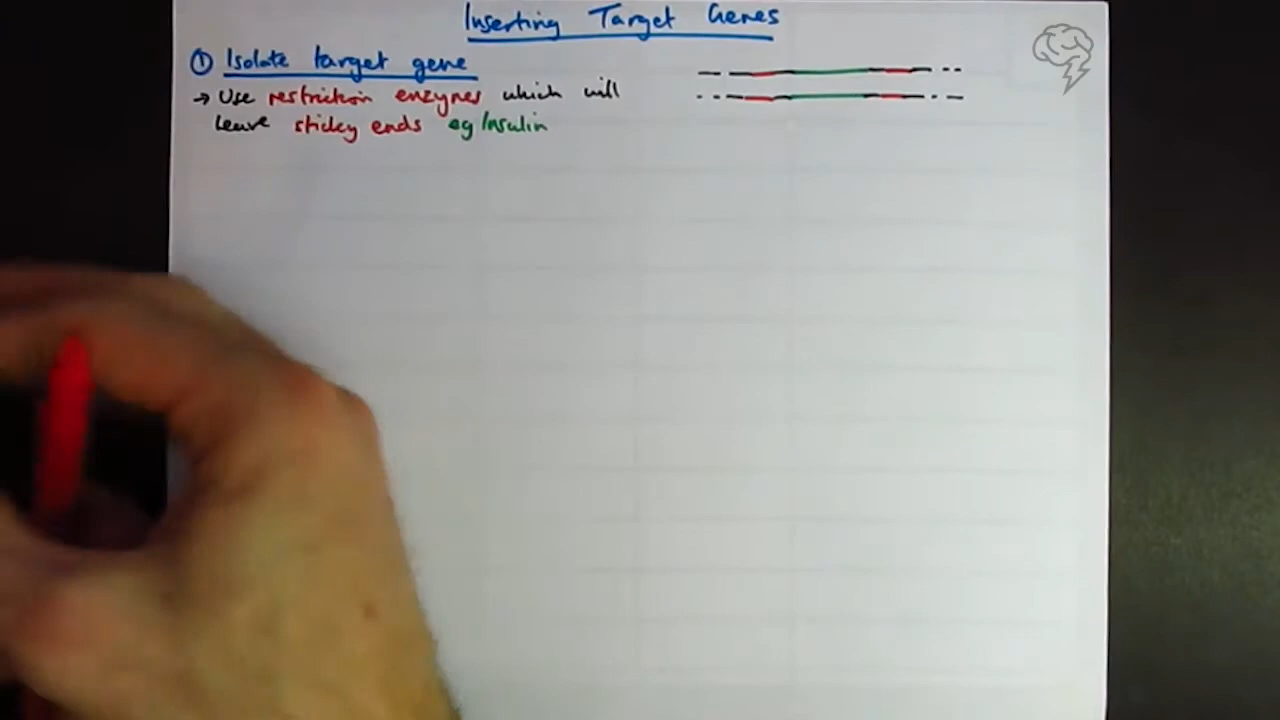 Inserting Target Genes
① Isolate target gene
→ Use restriction enzymes which will
leave sticky ends eg Insulin